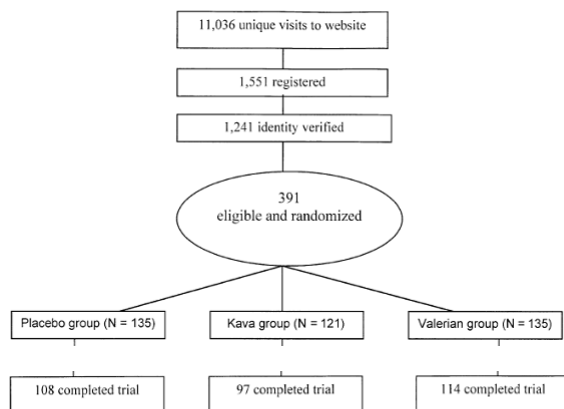 11,036 unique visits to website
1,551 registered
1,241 identity verified
391
eligible and randomized
Placebo group (N = 135)
Kava group (N = 121)
Valerian group (N = 135)
108 completed trial
97 completed trial
114 completed trial